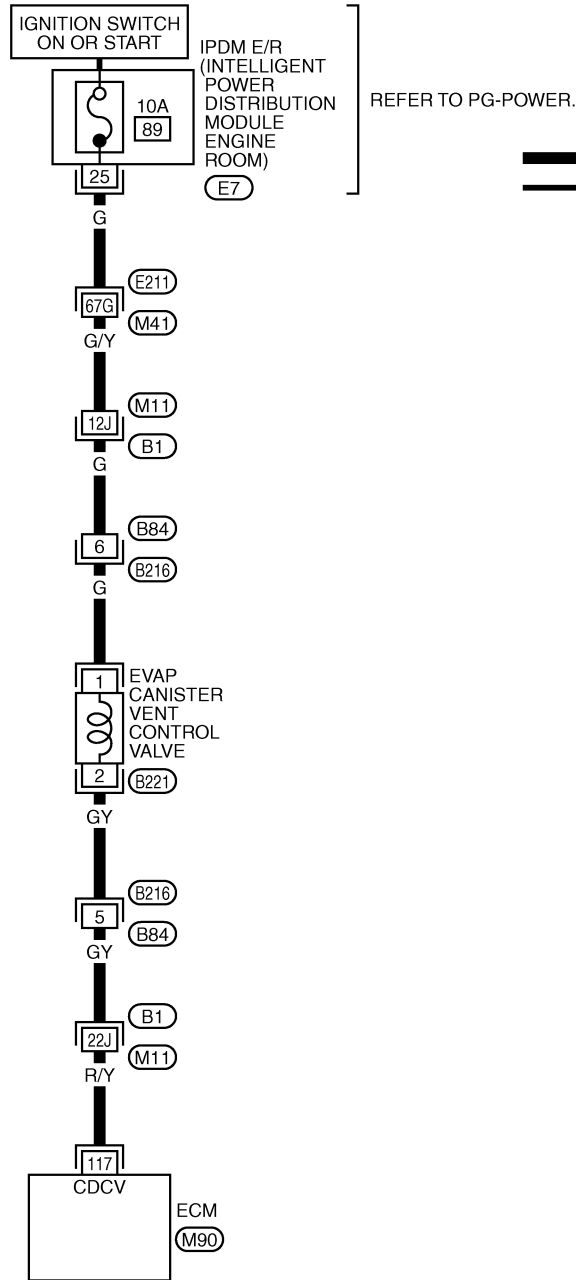 IGNITION SWITCH
ON OR START
IPDM E/R
(INTELLIGENT
POWER
DISTRIBUTION
MODULE
ENGINE
ROOM)
REFER TO PG-POWER.
10A
89
25
E7
G
E211
67G
M41
G/Y
M11
12J
B1
G
B84
6
B216
G
1
EVAP
CANISTER
VENT
CONTROL
VALVE
2
B221
GY
B216
5
B84
GY
B1
22J
M11
R/Y
117
CDCV
ECM
M90